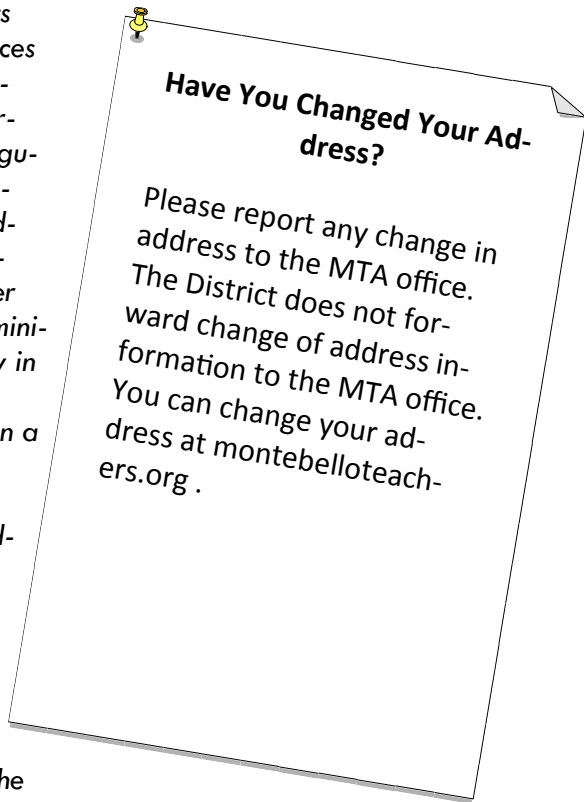 Have You Changed Your Ad-
dress?
Please report any change in
address to the MTA office.
The District does not for-
ward change of address in-
formation to the MTA office.
You can change your ad-
dress at montebelloteach-
ers.org .
in
n a